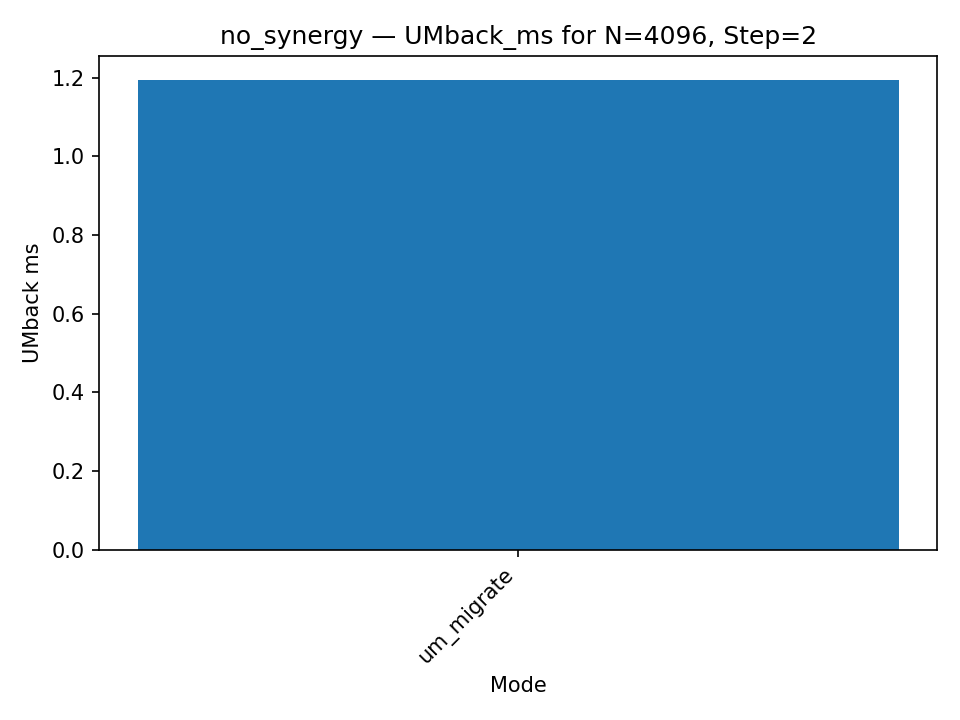 no_synergy — UMback_ms for N=4096, Step=2
UMback ms
1.2
1.0
0.8
0.6
0.4
0.2
0.0
um_migrate
Mode